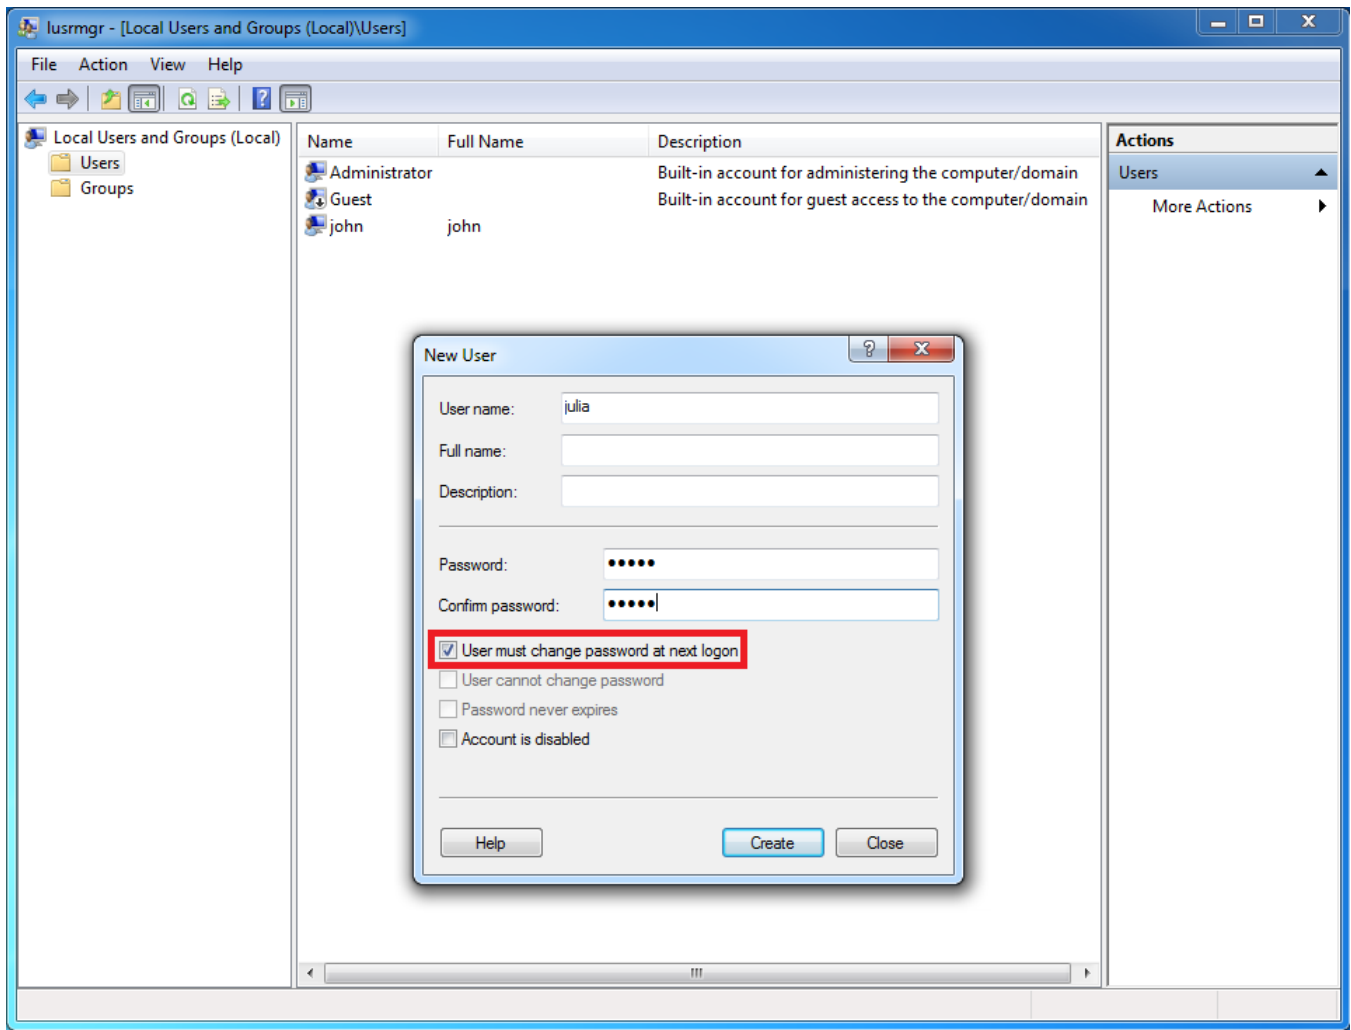 lusrmgr - [Local Users and Groups (Local)\Users]
File Action View Help
Local Users and Groups (Local)
Users
Groups
Name Full Name Description
Administrator Built-in account for administering the computer/domain
Guest Built-in account for guest access to the computer/domain
john john
Actions
Users
More Actions
New User
User name: julia
Full name:
Description:
Password: •••••
Confirm password: •••••
User must change password at next logon
User cannot change password
Password never expires
Account is disabled
Help Create Close